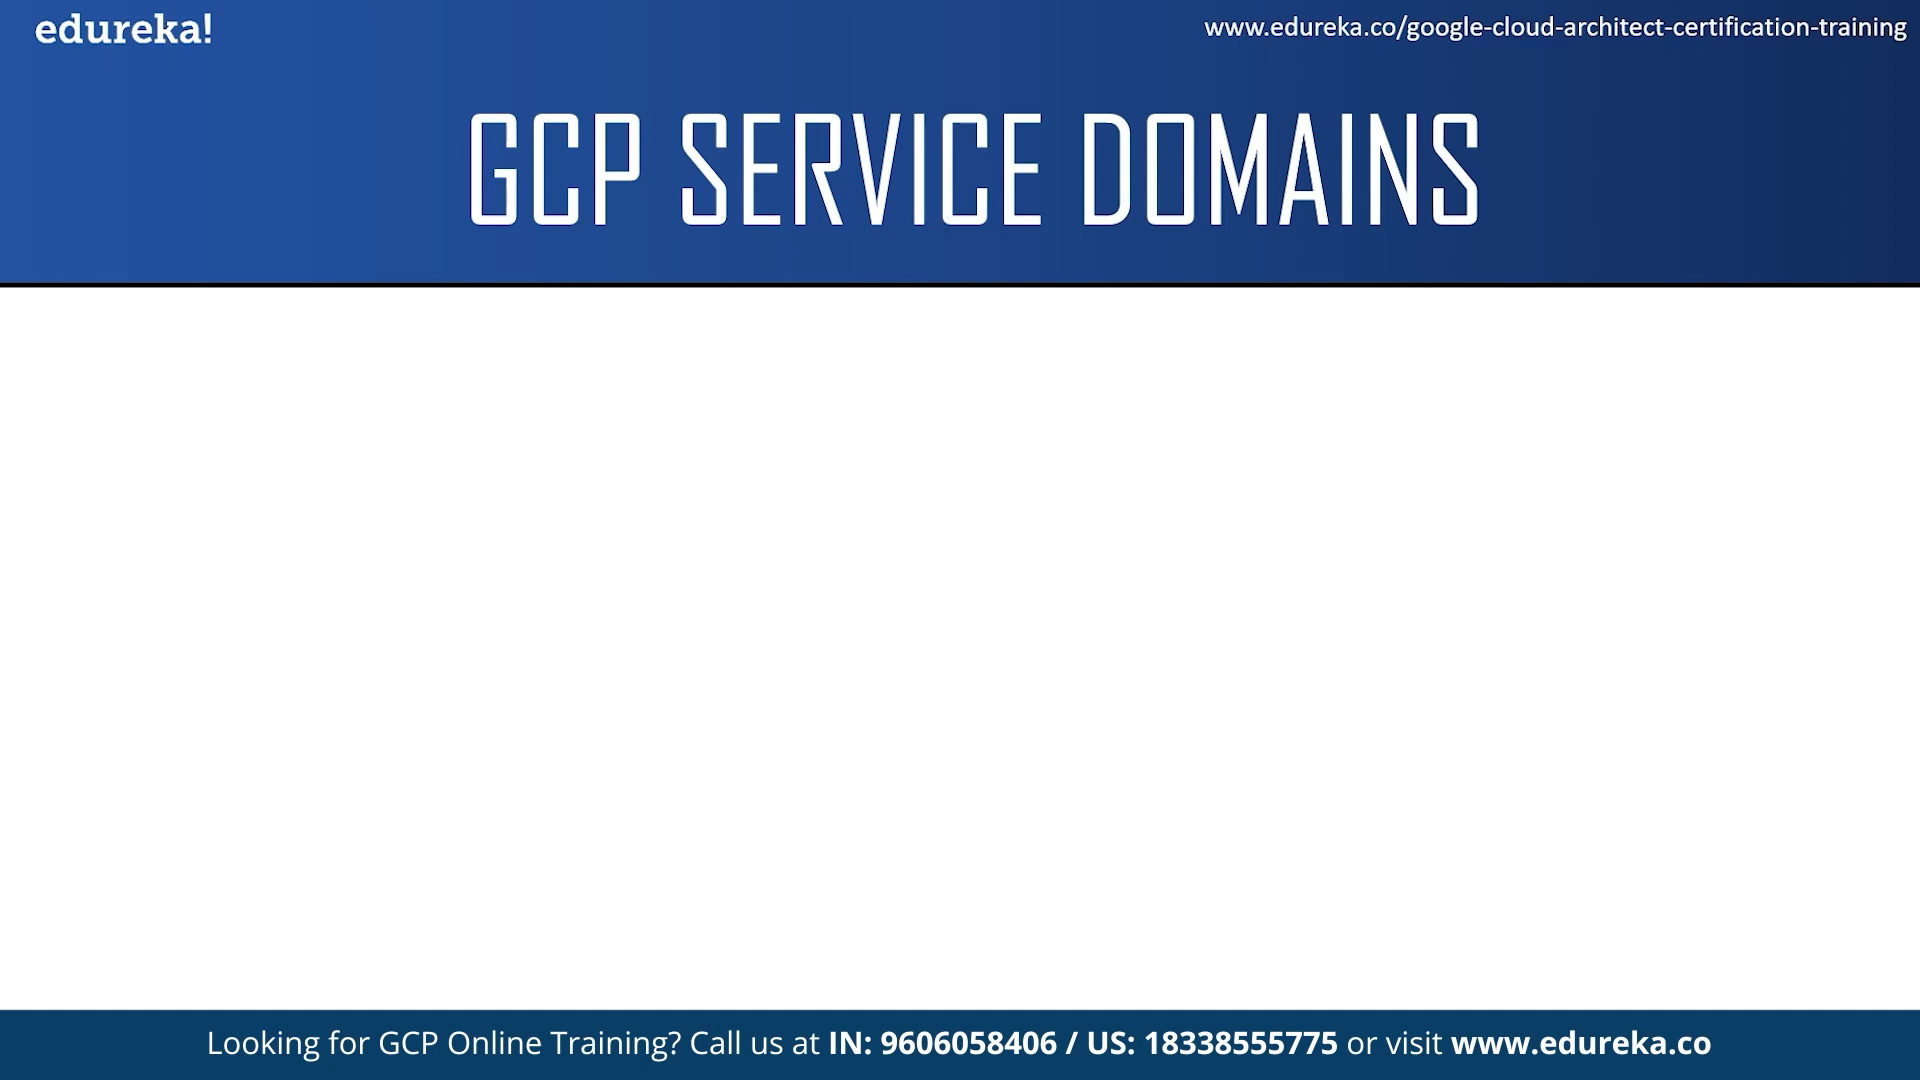 edureka!
www.edureka.co/google-cloud-architect-certification-training
GCP SERVICE DOMAINS
Looking for GCP Online Training? Call us at IN: 9606058406 / US: 18338555775 or visit www.edureka.co